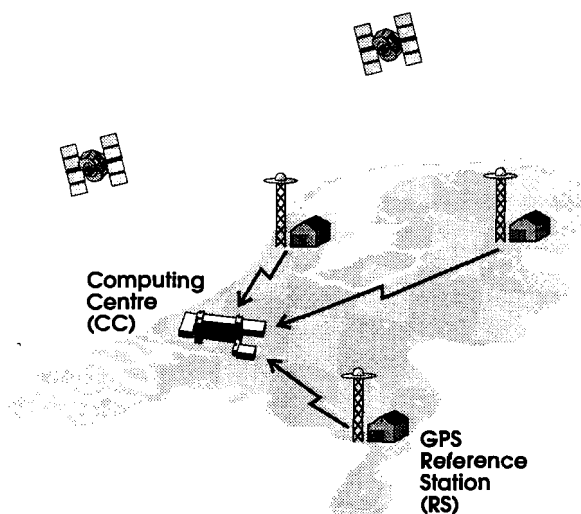 Computing
Centre
(CC)
GPS
Reference
Station
(RS)